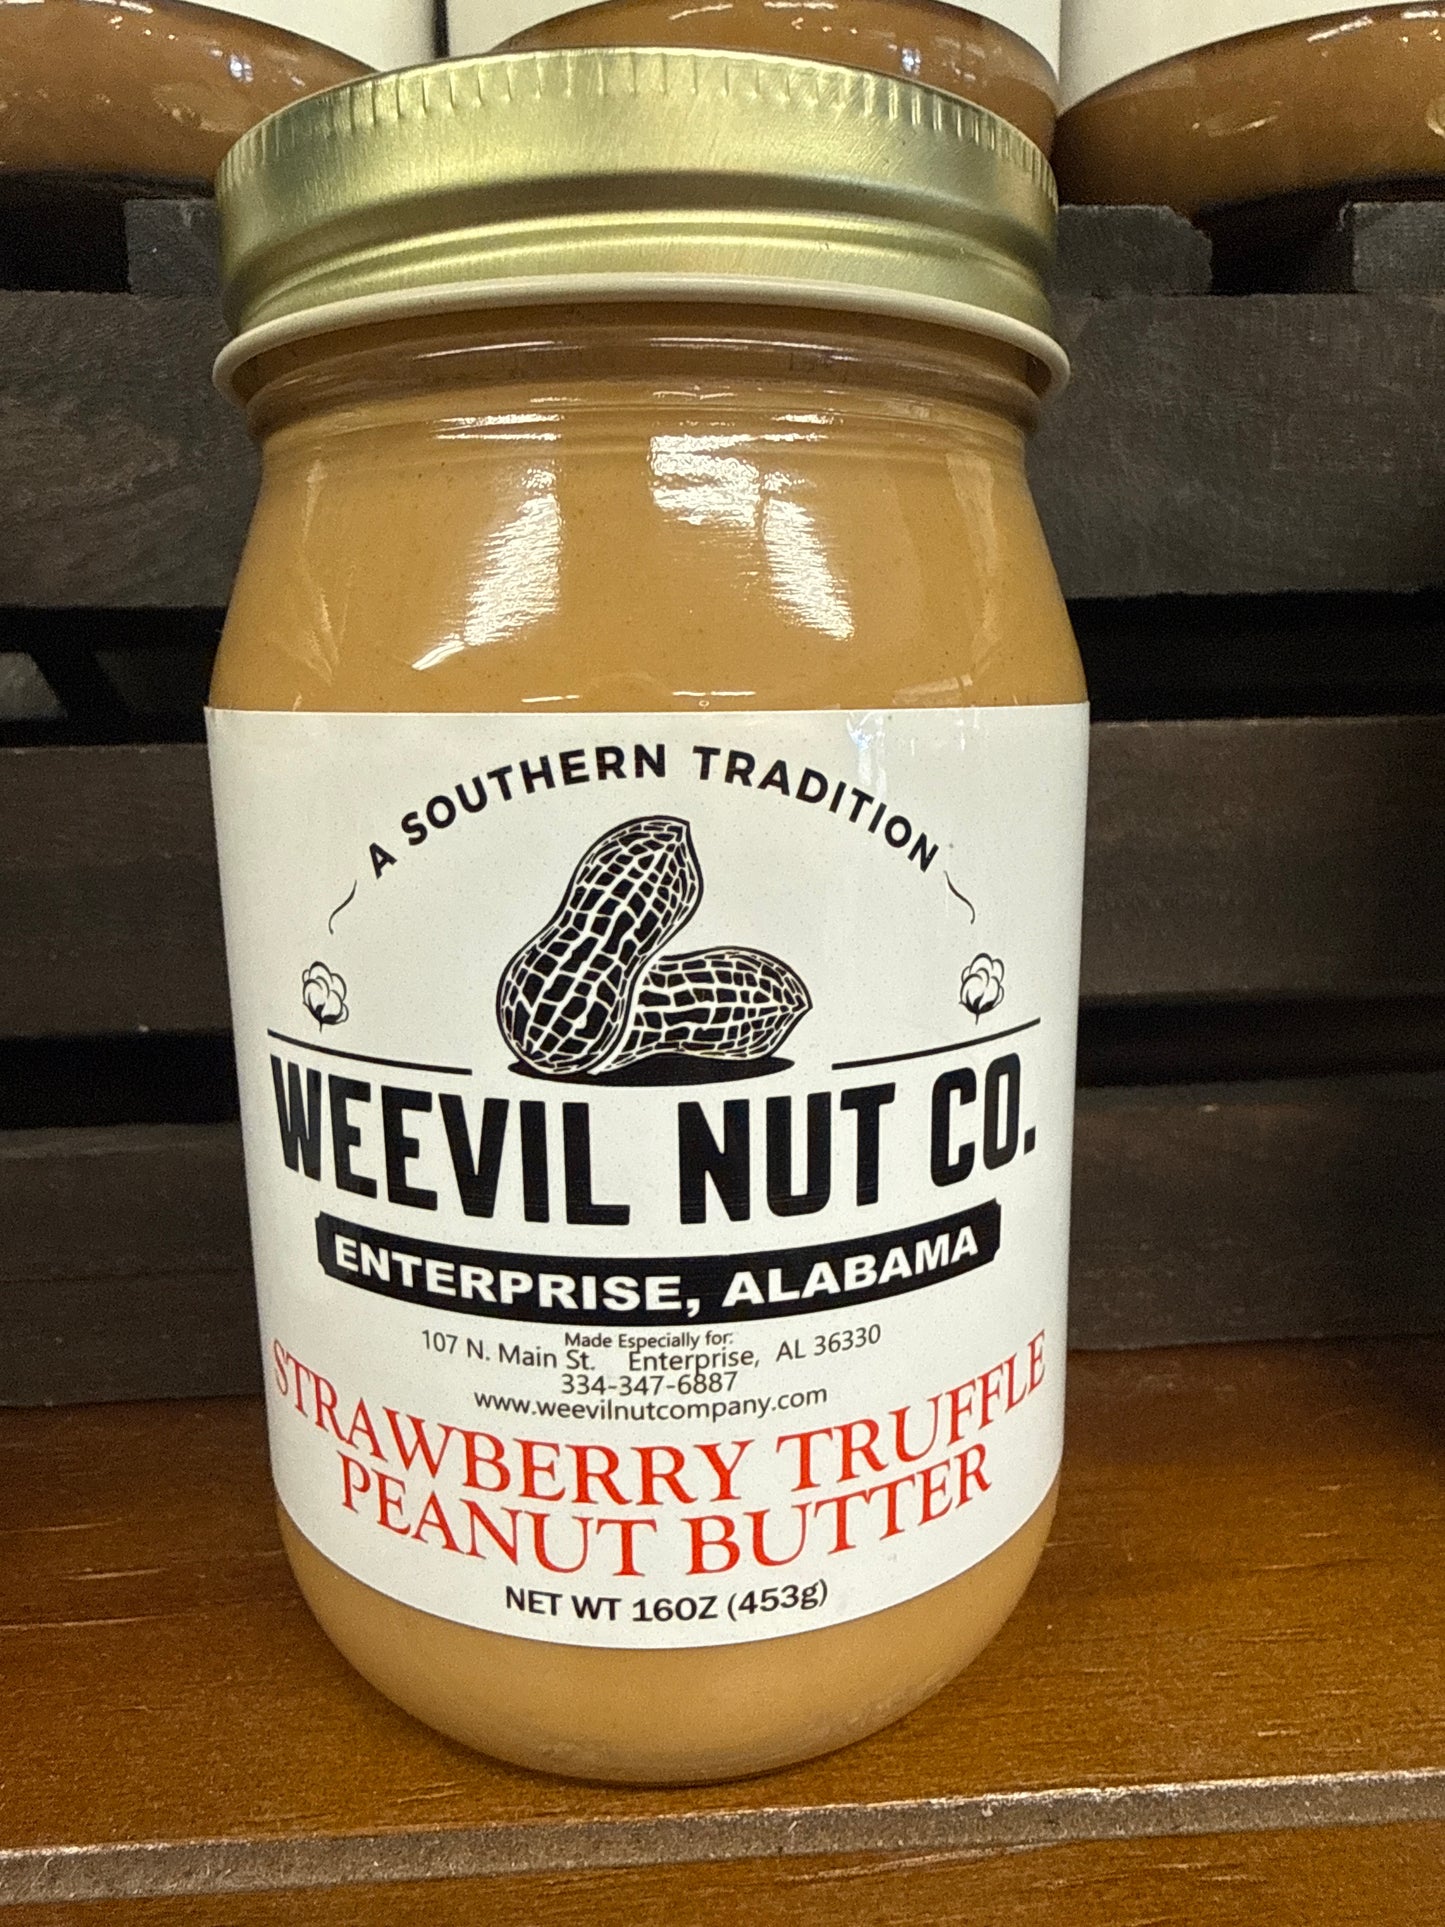 A SOUTHERN TRADITION
WEEVIL NUT CO.
ENTERPRISE, ALABAMA
Made Especially for:
107 N. Main St. Enterprise, AL 36330
334-347-6887
www.weevilnutcompany.com
STRAWBERRY TRUFFLE
PEANUT BUTTER
NET WT 16OZ (453g)